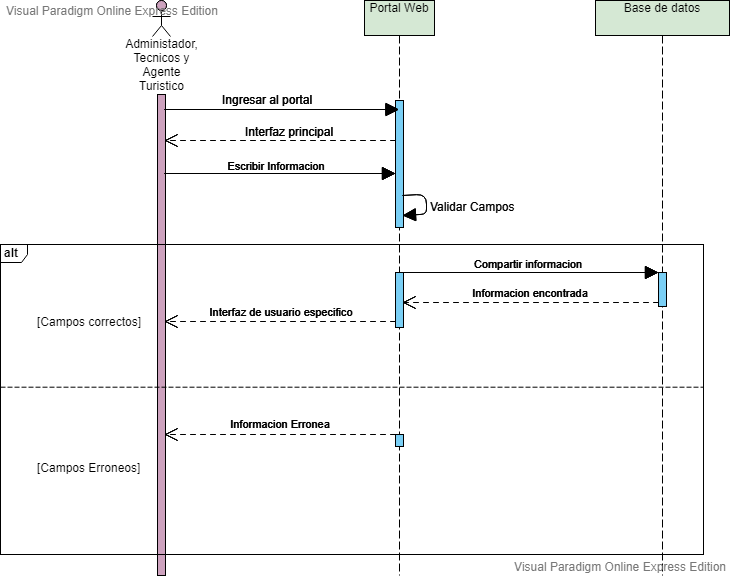 Visual Paradigm Online Express Edition
Portal Web
Base de datos
Administador,
Tecnicos y
Agente
Turistico
Ingresar al portal
Interfaz principal
Escribir Informacion
Validar Campos
alt
Compartir informacion
Informacion encontrada
Interfaz de usuario especifico
[Campos correctos]
Informacion Erronea
[Campos Erroneos]
Visual Paradigm Online Express Edition